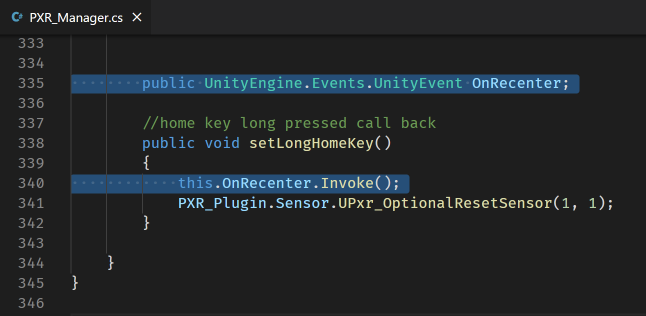 C# PXR_Manager.cs ×
333
334
335 public UnityEngine.Events.UnityEvent OnRecenter;
336
337 //home key long pressed call back
338 public void setLongHomeKey()
339 {
340 this.OnRecenter.Invoke();
341 PXR_Plugin.Sensor.UPxr_OptionalResetSensor(1, 1);
342 }
343
344 }
345 }
346